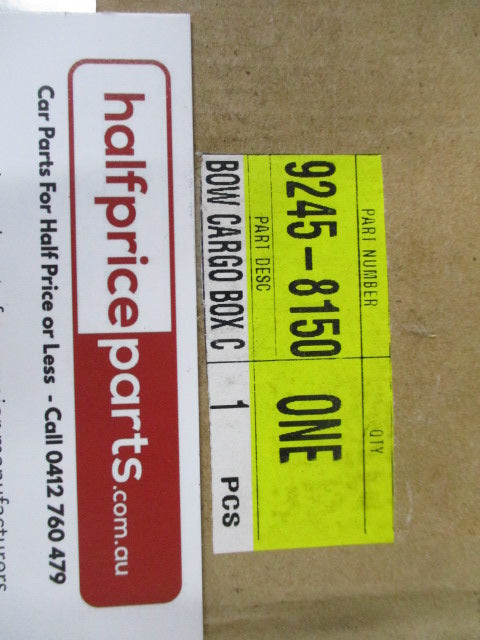 halfpriceparts.com.au
Car Parts For Half Price or Less - Call 0412 760 479
PART NUMBER QTY
9245-8150 ONE
PART DESC
BOW CARGO BOX C 1 PCS